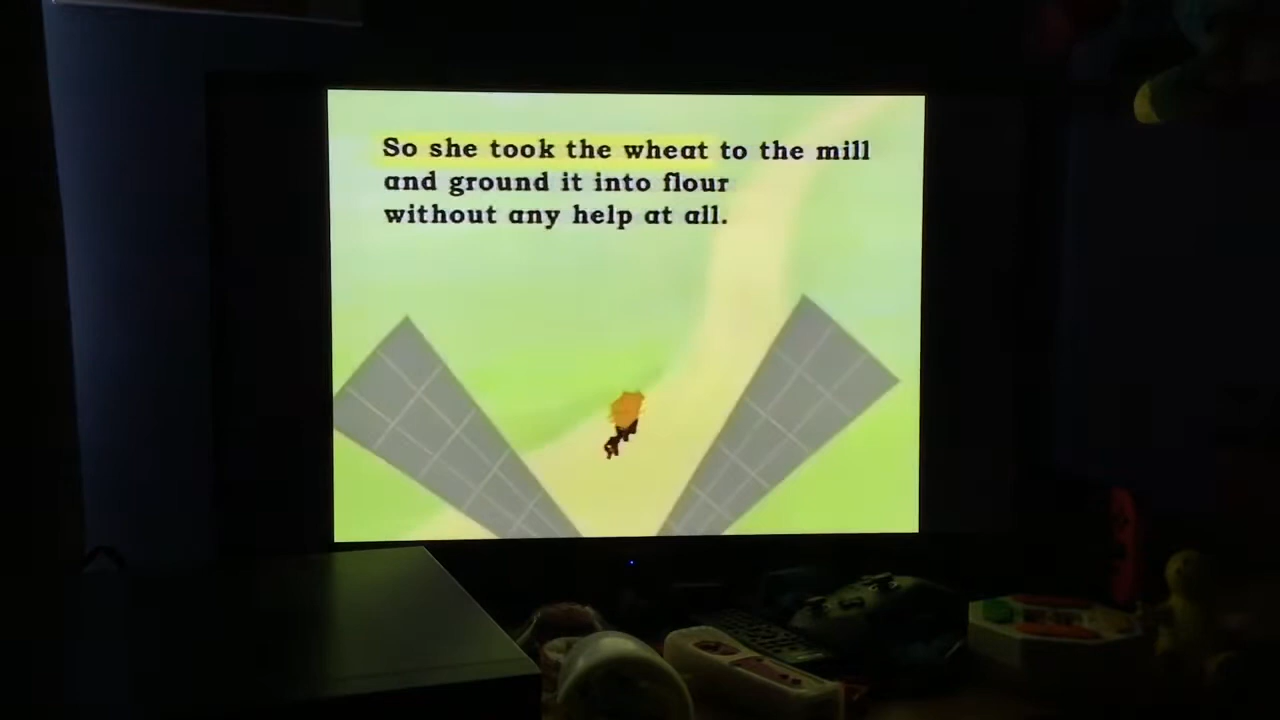 So she took the wheat to the mill
and ground it into flour
without any help at all.